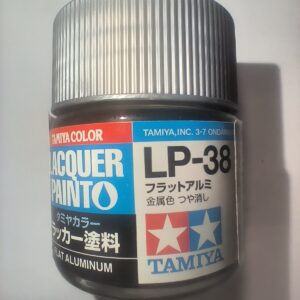 TAMIYA COLOR
LACQUER
PAINT
タミヤカラー
ラッカー塗料
FLAT ALUMINUM
TAMIYA, INC. 3-7 ONDAWARA
LP-38
フラットアルミ
金属色 つや消し
TAMIYA